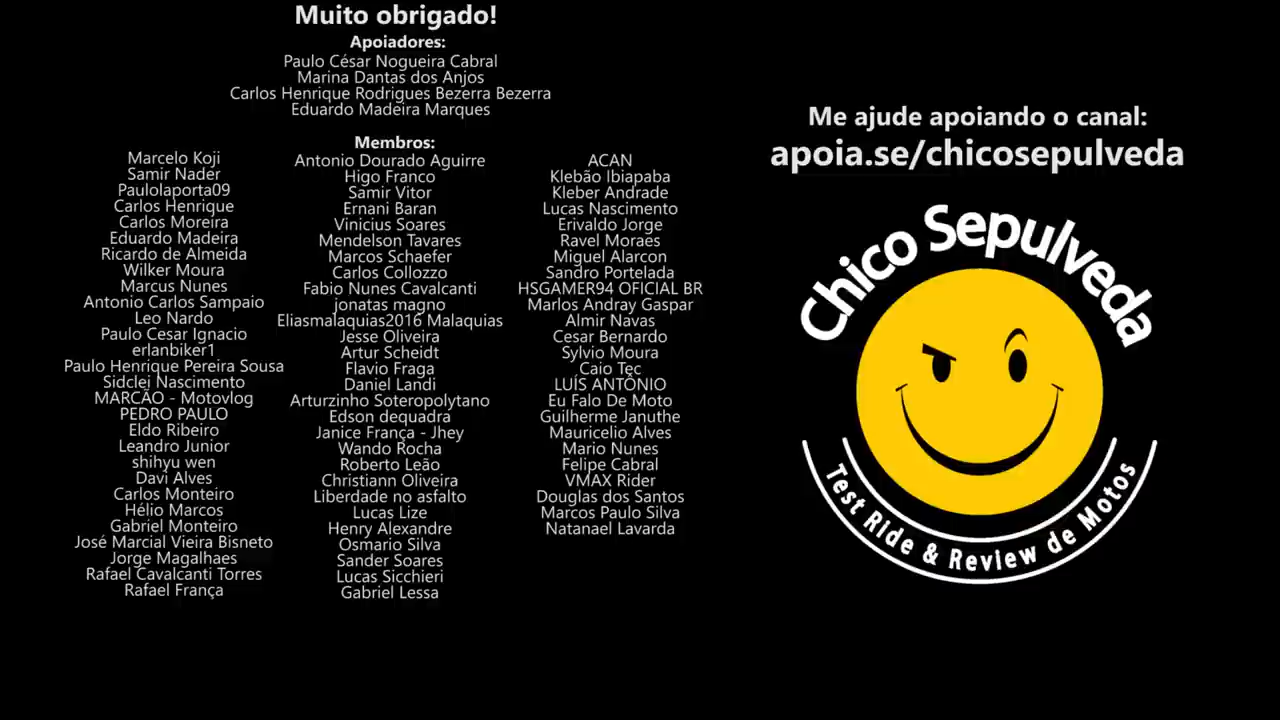 Muito obrigado!
Apoiadores:
Paulo César Nogueira Cabral
Marina Dantas dos Anjos
Carlos Henrique Rodrigues Bezerra Bezerra
Eduardo Madeira Marques
Membros:
Marcelo Koji
Samir Nader
Paulolaporta09
Carlos Henrique
Carlos Moreira
Eduardo Madeira
Ricardo de Almeida
Wilker Moura
Marcus Nunes
Antonio Carlos Sampaio
Leo Nardo
Paulo Cesar Ignacio
erlanbiker1
Paulo Henrique Pereira Sousa
Sidclei Nascimento
MARCÃO - Motovlog
PEDRO PAULO
Eldo Ribeiro
Leandro Junior
shihyu wen
Davi Alves
Carlos Monteiro
Hélio Marcos
Gabriel Monteiro
José Marcial Vieira Bisneto
Jorge Magalhaes
Rafael Cavalcanti Torres
Rafael França
Antonio Dourado Aguirre
Higo Franco
Samir Vitor
Ernani Baran
Vinicius Soares
Mendelson Tavares
Marcos Schaefer
Carlos Collozzo
Fabio Nunes Cavalcanti
jonatas magno
Eliasmalaquias2016 Malaquias
Jesse Oliveira
Artur Scheidt
Flavio Fraga
Daniel Landi
Arturzinho Soteropolytano
Edson dequadra
Janice França - Jhey
Wando Rocha
Roberto Leão
Christiann Oliveira
Liberdade no asfalto
Lucas Lize
Henry Alexandre
Osmario Silva
Sander Soares
Lucas Sicchieri
Gabriel Lessa
ACAN
Klebão Ibiapaba
Kleber Andrade
Lucas Nascimento
Erivaldo Jorge
Ravel Moraes
Miguel Alarcon
Sandro Portelada
HSGAMER94 OFICIAL BR
Marlos Andray Gaspar
Almir Navas
Cesar Bernardo
Sylvio Moura
Caio Tec
LUÍS ANTÔNIO
Eu Falo De Moto
Guilherme Januthe
Mauricelio Alves
Mario Nunes
Felipe Cabral
VMAX Rider
Douglas dos Santos
Marcos Paulo Silva
Natanael Lavarda
Me ajude apoiando o canal:
apoia.se/chicosepulveda
Chico Sepulveda
Test Ride & Review de Motos